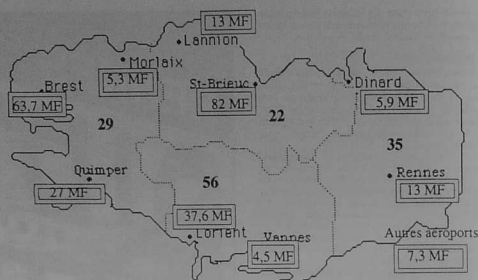 13 MF
Lannion
Morlaix
5,3 MF
Brest
63,7 MF
St-Brieuc
82 MF
Dinard
5,9 MF
29
22
35
Quimper
27 MF
56
Rennes
13 MF
37,6 MF
Lorient
Vannes
4,5 MF
Autres aéroports
7,3 MF